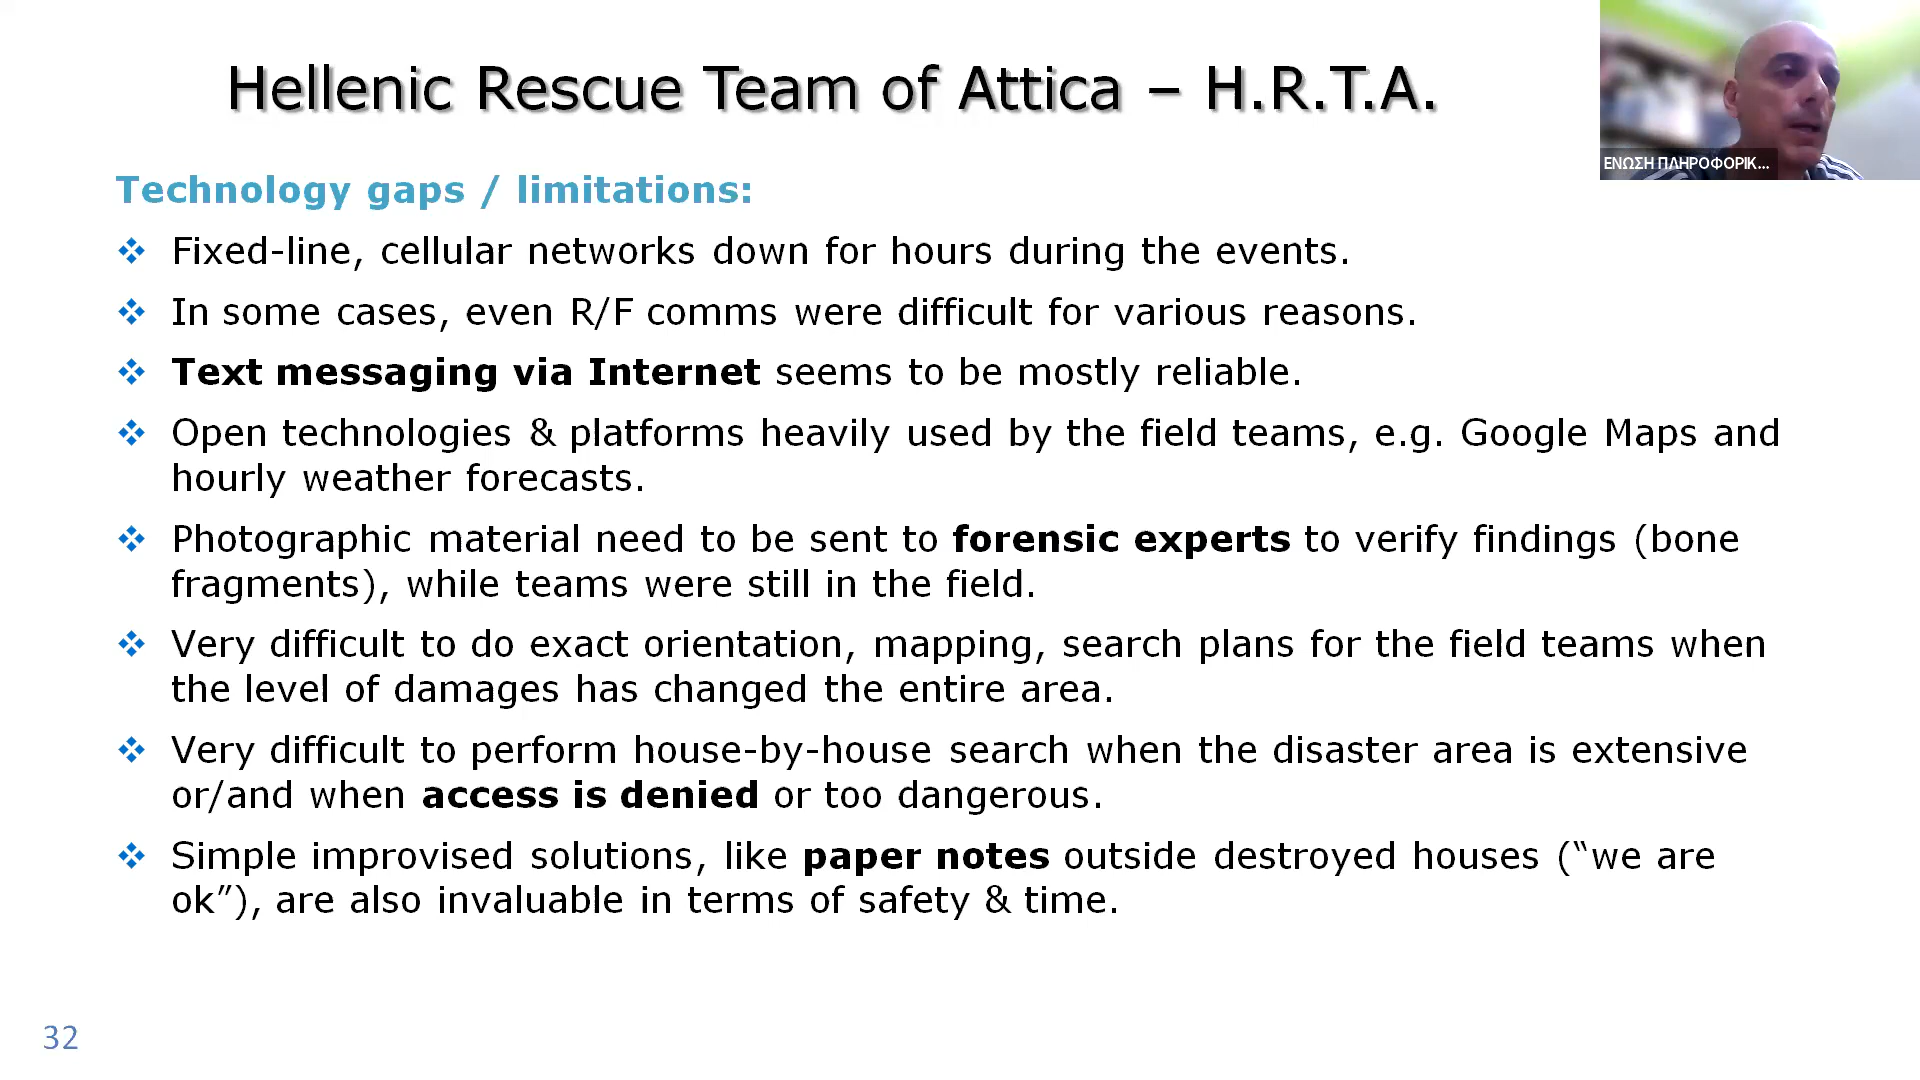 Hellenic Rescue Team of Attica – H.R.T.A.
ΕΝΩΣΗ ΠΛΗΡΟΦΟΡΙΚ...
Technology gaps / limitations:
Fixed-line, cellular networks down for hours during the events.
In some cases, even R/F comms were difficult for various reasons.
Text messaging via Internet seems to be mostly reliable.
Open technologies & platforms heavily used by the field teams, e.g. Google Maps and
hourly weather forecasts.
Photographic material need to be sent to forensic experts to verify findings (bone
fragments), while teams were still in the field.
Very difficult to do exact orientation, mapping, search plans for the field teams when
the level of damages has changed the entire area.
Very difficult to perform house-by-house search when the disaster area is extensive
or/and when access is denied or too dangerous.
Simple improvised solutions, like paper notes outside destroyed houses (“we are
ok”), are also invaluable in terms of safety & time.
32